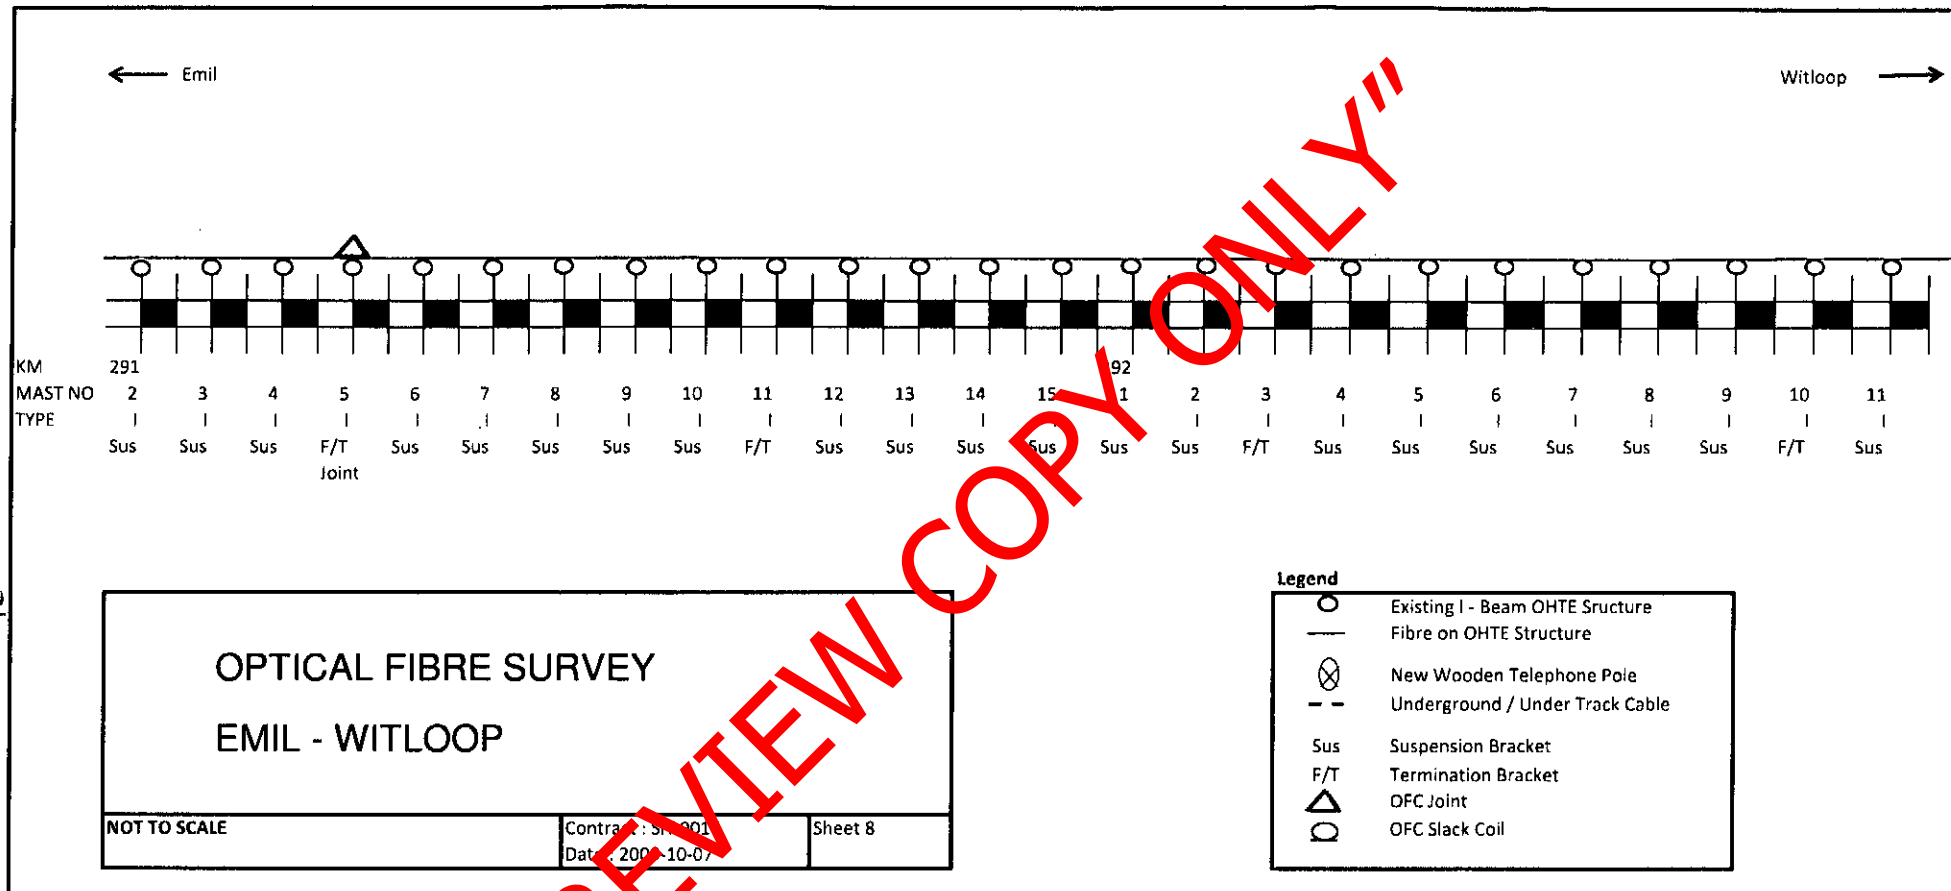 Emil
Witloop
KM 291 92
MAST NO 2 3 4 5 6 7 8 9 10 11 12 13 14 15 1 2 3 4 5 6 7 8 9 10 11
TYPE I I I I I I I I I I I I I I I I I I I I I I I I
Sus Sus Sus F/T Sus Sus Sus Sus Sus F/T Sus Sus Sus Sus Sus Sus F/T Sus Sus Sus Sus Sus Sus F/T Sus
Joint
OPTICAL FIBRE SURVEY
EMIL - WITLOOP
NOT TO SCALE
Contract :
Sheet 8
Legend
Existing I - Beam OHTE Sructure
Fibre on OHTE Structure
New Wooden Telephone Pole
Underground / Under Track Cable
Sus Suspension Bracket
F/T Termination Bracket
OFC Joint
OFC Slack Coil
REVIEW COPY ONLY"